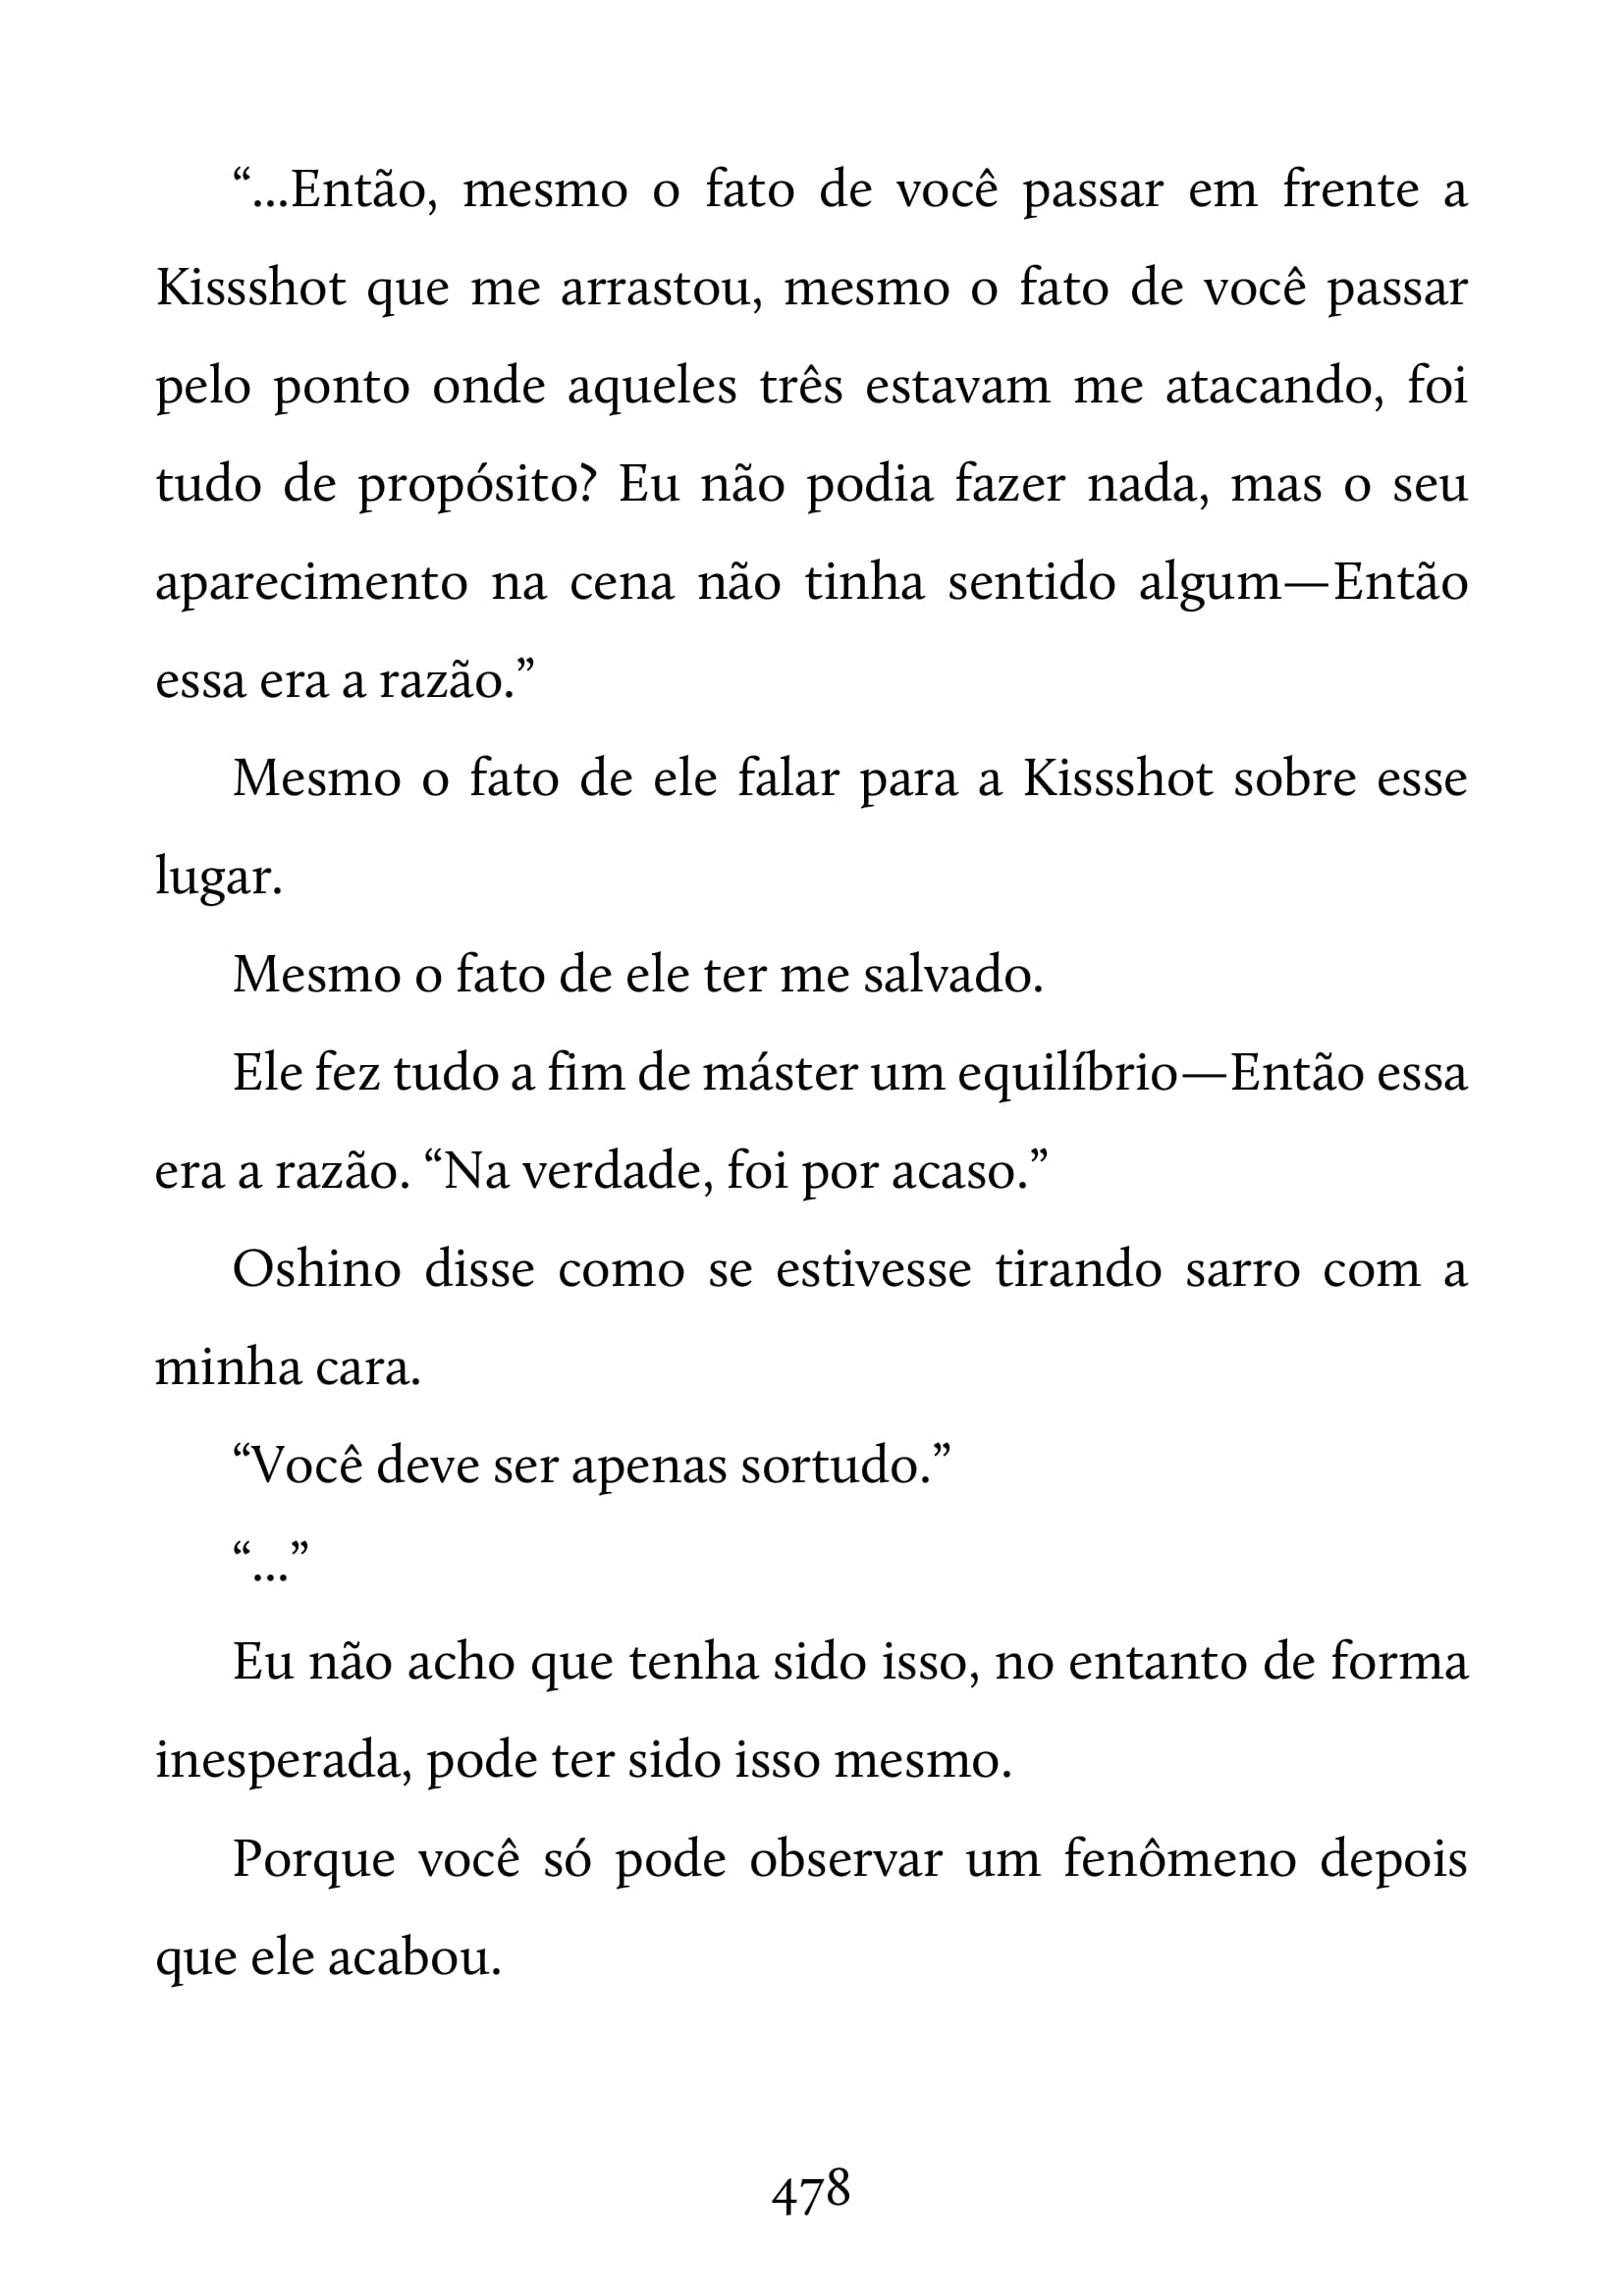 “...Então, mesmo o fato de você passar em frente a
Kissshot que me arrastou, mesmo o fato de você passar
pelo ponto onde aqueles três estavam me atacando, foi
tudo de propósito? Eu não podia fazer nada, mas o seu
aparecimento na cena não tinha sentido algum—Então
essa era a razão.”
Mesmo o fato de ele falar para a Kissshot sobre esse
lugar.
Mesmo o fato de ele ter me salvado.
Ele fez tudo a fim de máster um equilíbrio—Então essa
era a razão. “Na verdade, foi por acaso.”
Oshino disse como se estivesse tirando sarro com a
minha cara.
“Você deve ser apenas sortudo.”
“...”
Eu não acho que tenha sido isso, no entanto de forma
inesperada, pode ter sido isso mesmo.
Porque você só pode observar um fenômeno depois
que ele acabou.
478